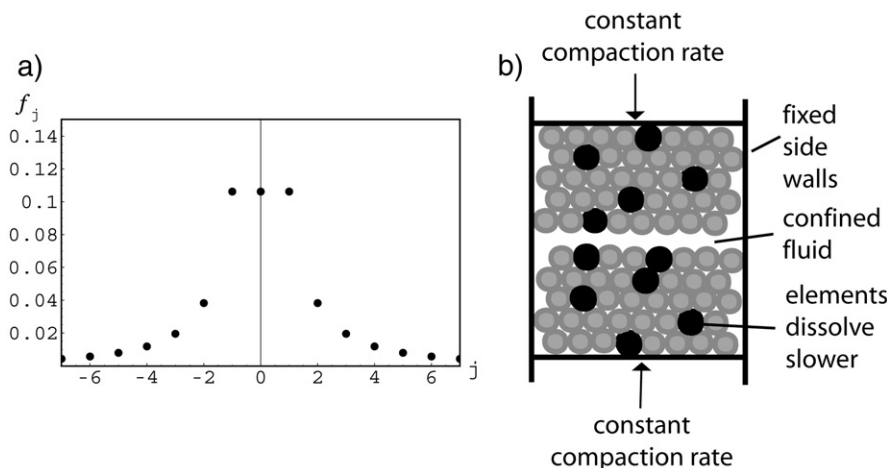 a)
f j
0.14
0.12
0.1
0.08
0.06
0.04
0.02
-6 -4 -2 0 2 4 6 j
b)
constant
compaction rate
fixed
side
walls
confined
fluid
elements
dissolve
slower
constant
compaction rate